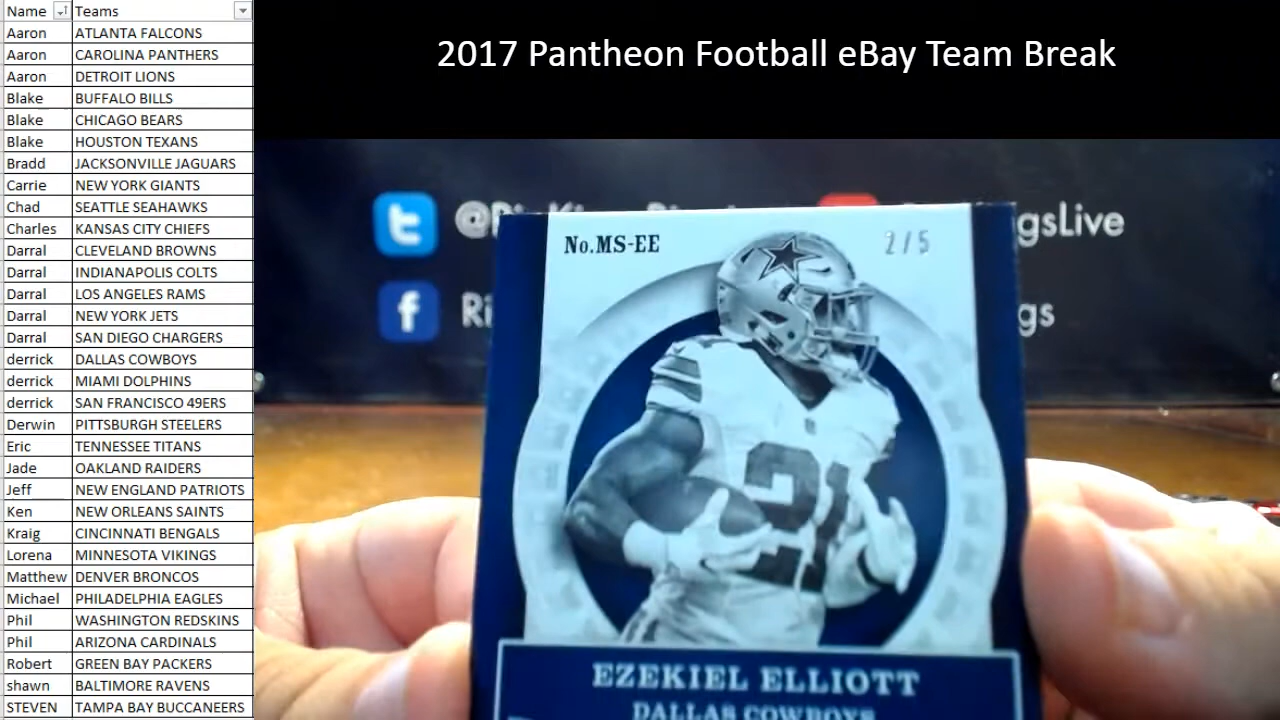 Name Teams
Aaron ATLANTA FALCONS
Aaron CAROLINA PANTHERS
Aaron DETROIT LIONS
Blake BUFFALO BILLS
Blake CHICAGO BEARS
Blake HOUSTON TEXANS
Bradd JACKSONVILLE JAGUARS
Carrie NEW YORK GIANTS
Chad SEATTLE SEAHAWKS
Charles KANSAS CITY CHIEFS
Darral CLEVELAND BROWNS
Darral INDIANAPOLIS COLTS
Darral LOS ANGELES RAMS
Darral NEW YORK JETS
Darral SAN DIEGO CHARGERS
derrick DALLAS COWBOYS
derrick MIAMI DOLPHINS
derrick SAN FRANCISCO 49ERS
Derwin PITTSBURGH STEELERS
Eric TENNESSEE TITANS
Jade OAKLAND RAIDERS
Jeff NEW ENGLAND PATRIOTS
Ken NEW ORLEANS SAINTS
Kraig CINCINNATI BENGALS
Lorena MINNESOTA VIKINGS
Matthew DENVER BRONCOS
Michael PHILADELPHIA EAGLES
Phil WASHINGTON REDSKINS
Phil ARIZONA CARDINALS
Robert GREEN BAY PACKERS
shawn BALTIMORE RAVENS
STEVEN TAMPA BAY BUCCANEERS
2017 Pantheon Football eBay Team Break
No.MS-EE 2/5
21
EZEKIEL ELLIOTT
DALLAS COWBOYS